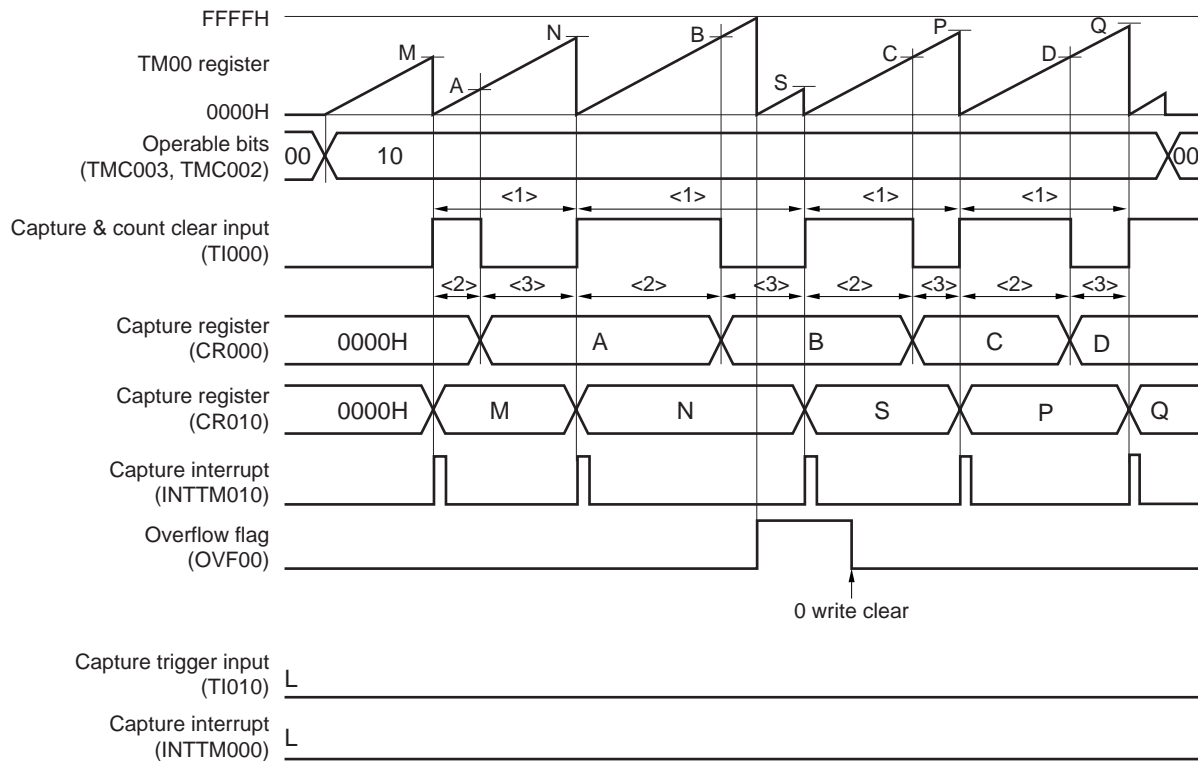 FFFFH
M
N
B
P
Q
TM00 register
A
S
C
D
0000H
Operable bits
(TMC003, TMC002)
00
10
00
<1>
<1>
<1>
<1>
Capture & count clear input
(TI000)
<2>
<3>
<2>
<3>
<2>
<3>
<2>
<3>
Capture register
(CR000)
0000H
A
B
C
D
Capture register
(CR010)
0000H
M
N
S
P
Q
Capture interrupt
(INTTM010)
Overflow flag
(OVF00)
0 write clear
Capture trigger input
(TI010)
L
Capture interrupt
(INTTM000)
L